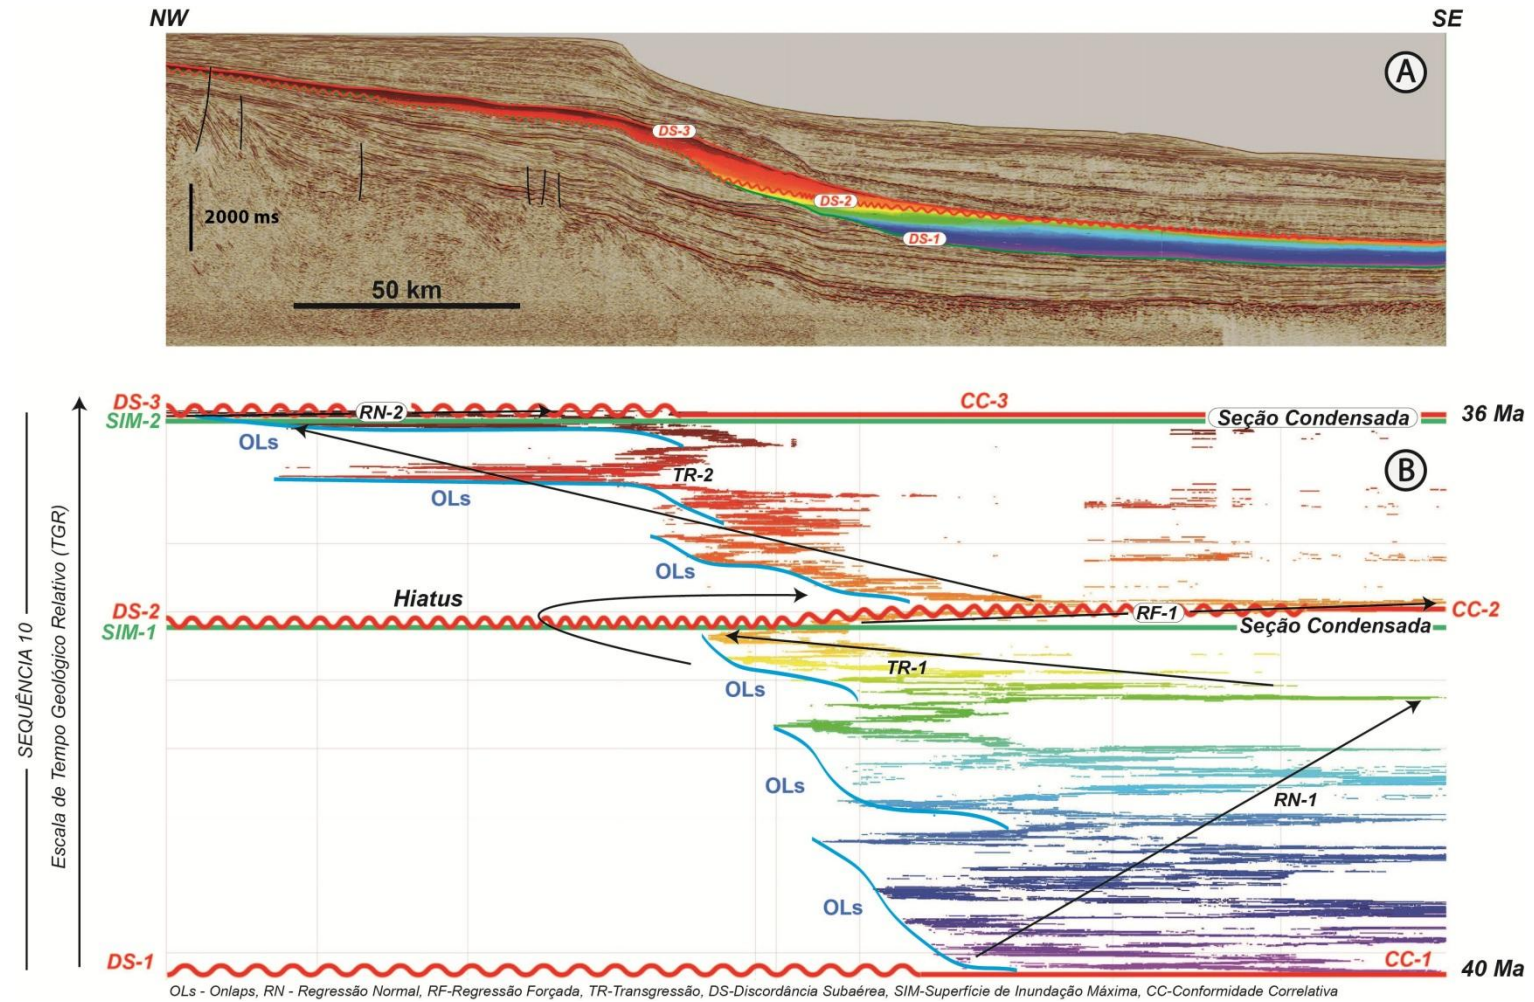 NW
SE
A
DS-3
DS-2
DS-1
2000 ms
50 km
DS-3
RN-2
CC-3
36 Ma
SIM-2
Seção Condensada
OLs
B
TR-2
OLs
OLs
Hiatus
DS-2
RF-1
CC-2
SIM-1
Seção Condensada
TR-1
OLs
OLs
RN-1
OLs
DS-1
CC-1
40 Ma
SEQUÊNCIA 10
Escala de Tempo Geológico Relativo (TGR)
OLs - Onlaps, RN - Regressão Normal, RF-Regressão Forçada, TR-Transgressão, DS-Discordância Subaérea, SIM-Superfície de Inundação Máxima, CC-Conformidade Correlativa